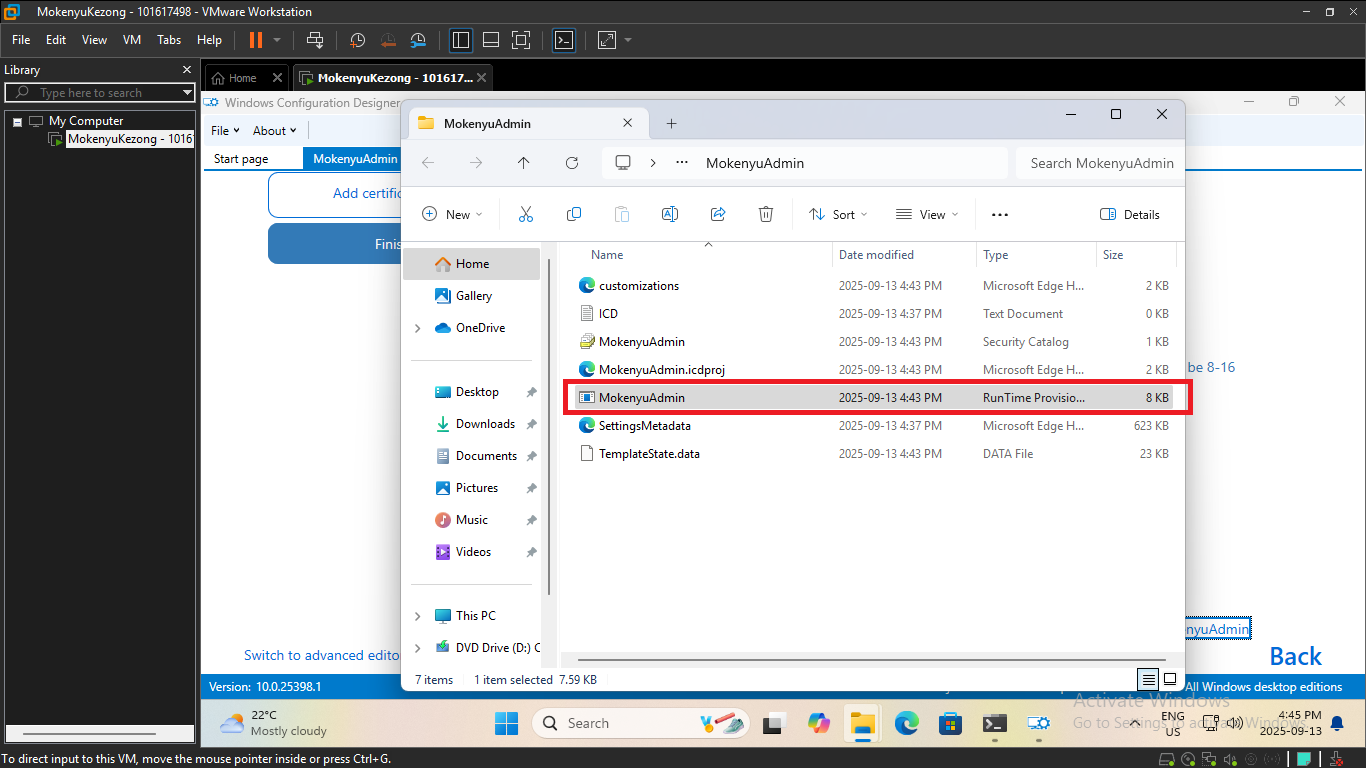 MokenyuKezong - 101617498 - VMware Workstation
File Edit View VM Tabs Help
Library
Type here to search
My Computer
MokenyuKezong - 1016
Home
MokenyuKezong - 101617...
Windows Configuration Designer
File About
Start page MokenyuAdmin
Add certific
Finis
be 8-16
nyuAdmin
Back
Switch to advanced edito
Version: 10.0.25398.1
All Windows desktop editions
MokenyuAdmin
MokenyuAdmin
Search MokenyuAdmin
New Sort View Details
Home
Gallery
OneDrive
Desktop
Downloads
Documents
Pictures
Music
Videos
This PC
DVD Drive (D:) C
Name Date modified Type Size
customizations 2025-09-13 4:43 PM Microsoft Edge H... 2 KB
ICD 2025-09-13 4:37 PM Text Document 0 KB
MokenyuAdmin 2025-09-13 4:43 PM Security Catalog 1 KB
MokenyuAdmin.icdproj 2025-09-13 4:43 PM Microsoft Edge H... 2 KB
MokenyuAdmin 2025-09-13 4:43 PM RunTime Provisio... 8 KB
SettingsMetadata 2025-09-13 4:37 PM Microsoft Edge H... 623 KB
TemplateState.data 2025-09-13 4:43 PM DATA File 23 KB
7 items 1 item selected 7.59 KB
Activate Windows
Go to Settings to activate Windows.
22°C
Mostly cloudy
Search
ENG
US
4:45 PM
2025-09-13
To direct input to this VM, move the mouse pointer inside or press Ctrl+G.